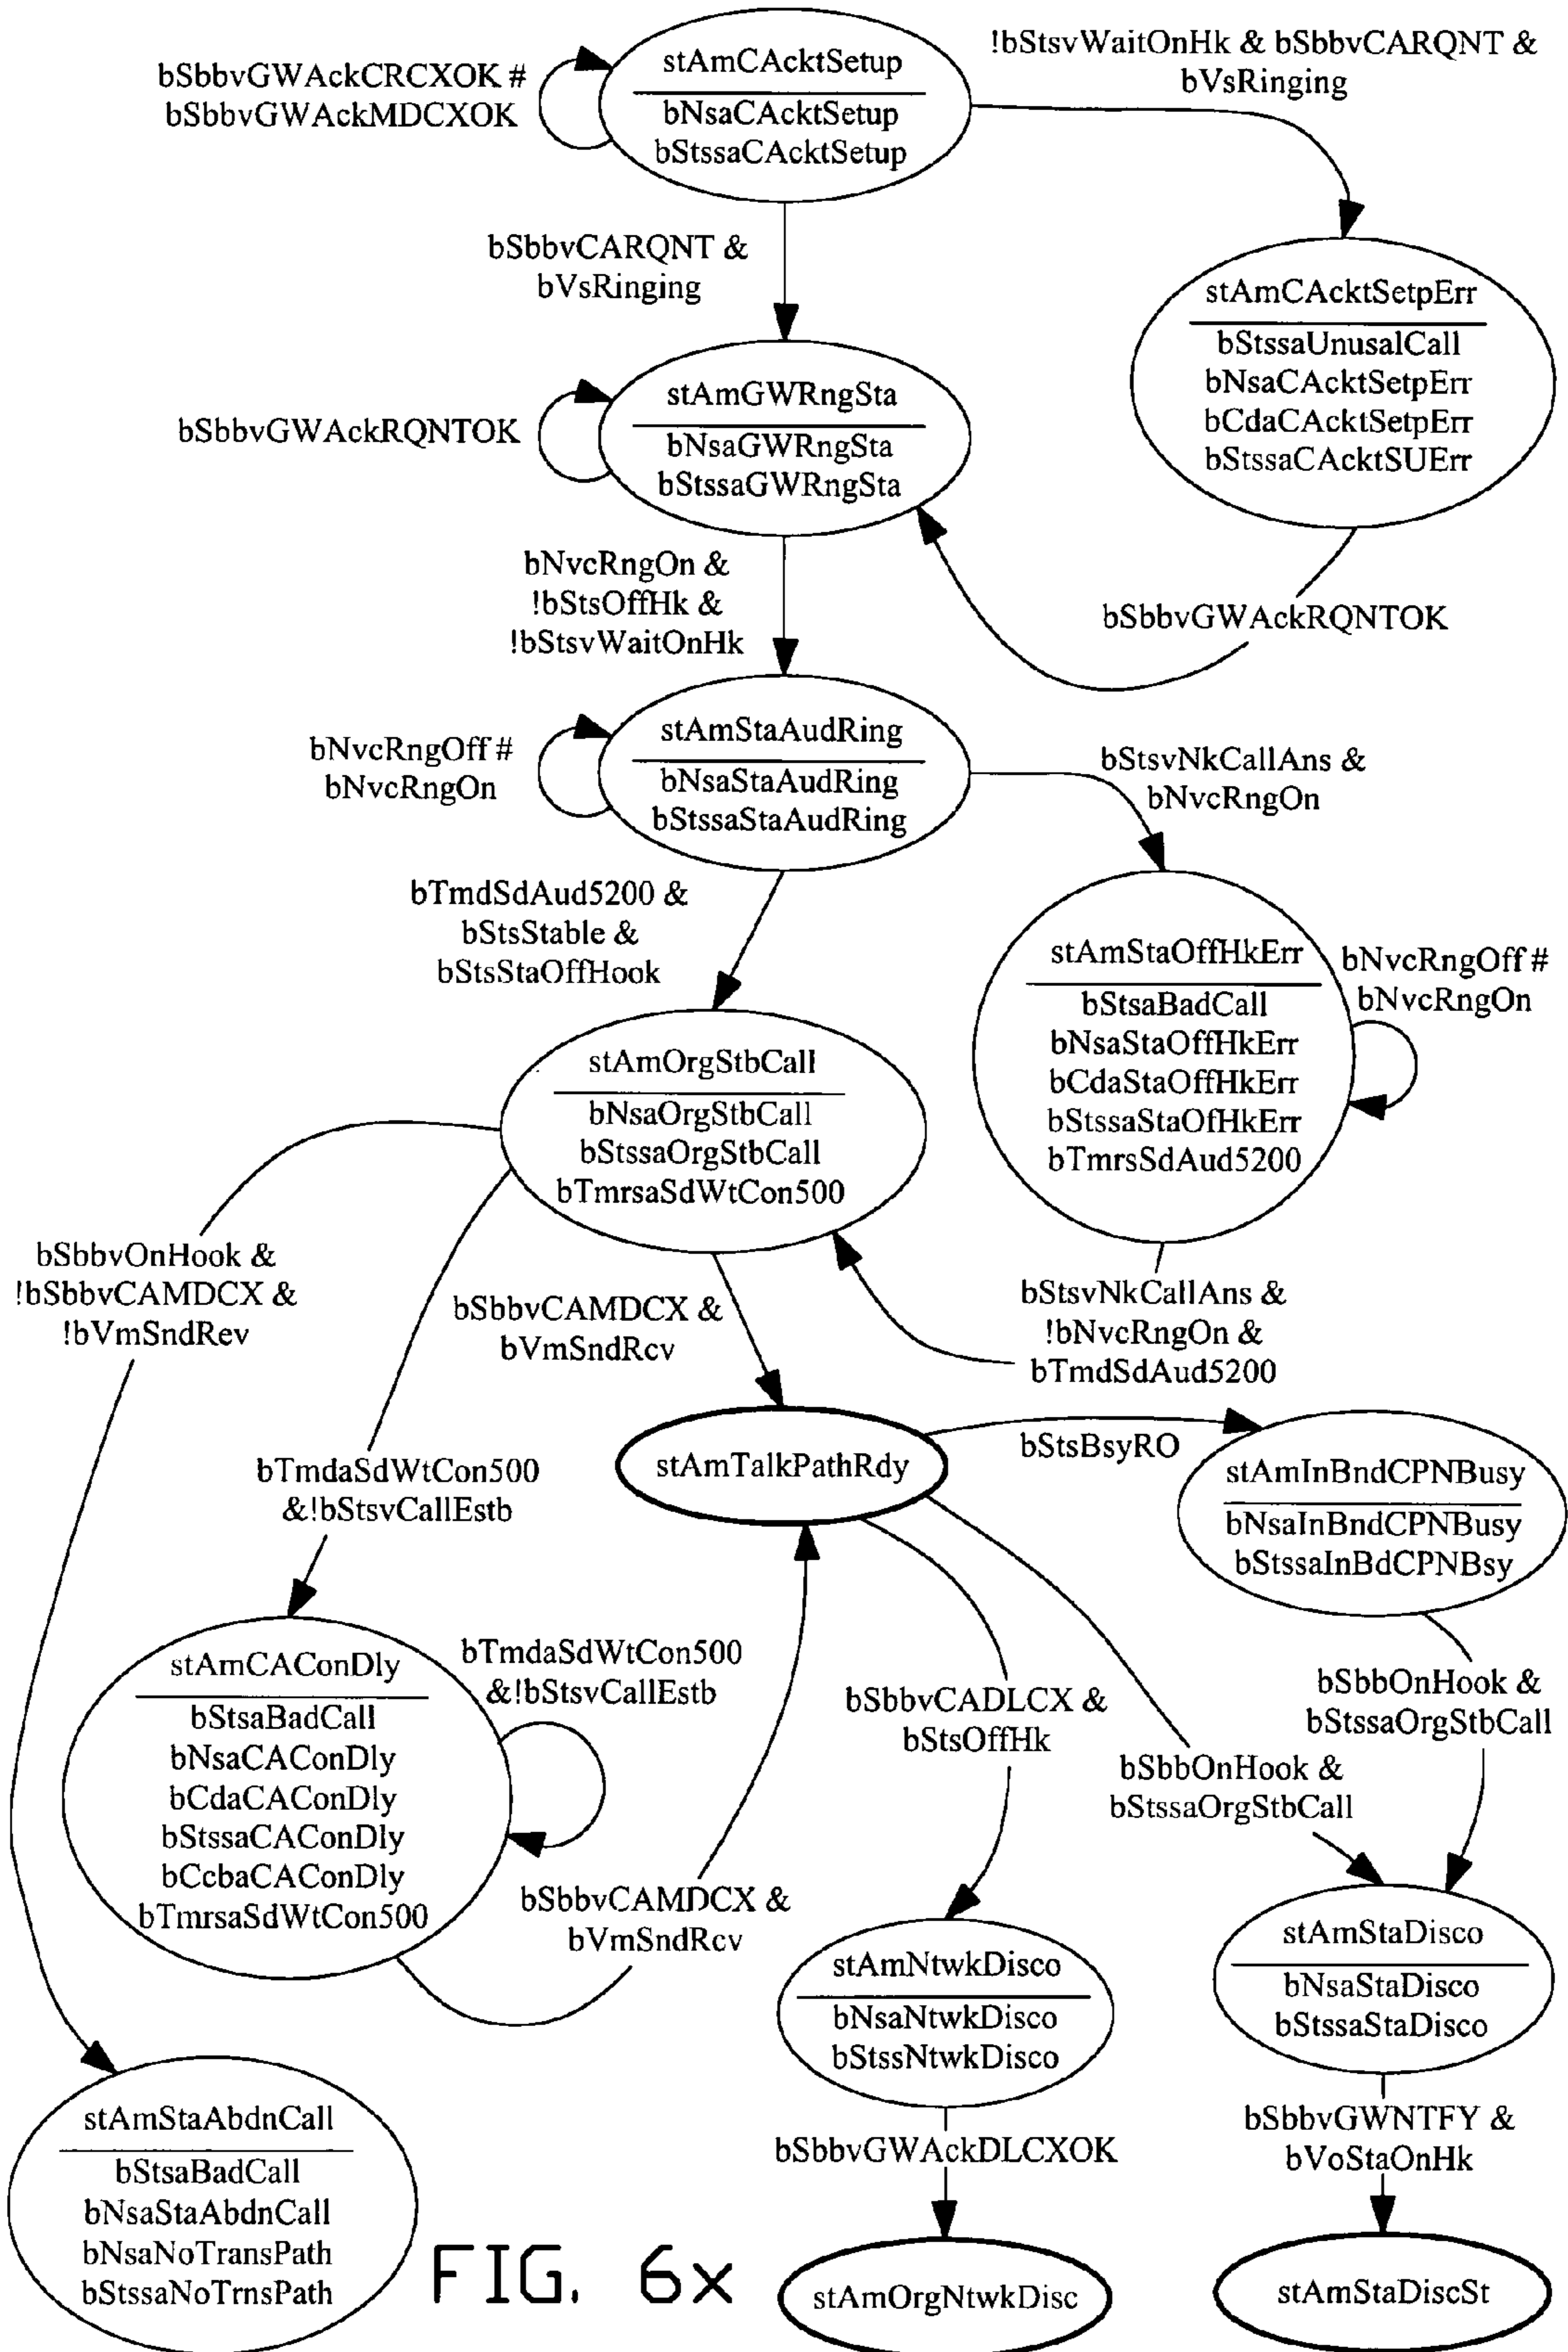 bSbbvGWAckCRCXOK #
bSbbvGWAckMDCXOK
stAmCAcktSetup
bNsaCAcktSetup
bStssaCAcktSetup
!bStsvWaitOnHk & bSbbvCARQNT &
bVsRinging
bSbbvCARQNT &
bVsRinging
stAmCAcktSetpErr
bStssaUnusalCall
bNsaCAcktSetpErr
bCdaCAcktSetpErr
bStssaCAcktSUErr
bSbbvGWAckRQNTOK
stAmGWRngSta
bNsaGWRngSta
bStssaGWRngSta
bNvcRngOn &
!bStsOffHk &
!bStsvWaitOnHk
bSbbvGWAckRQNTOK
bNvcRngOff #
bNvcRngOn
stAmStaAudRing
bNsaStaAudRing
bStssaStaAudRing
bStsvNkCallAns &
bNvcRngOn
bTmdSdAud5200 &
bStsStable &
bStsStaOffHook
stAmStaOffHkErr
bStsaBadCall
bNsaStaOffHkErr
bCdaStaOffHkErr
bStssaStaOfHkErr
bTmrsSdAud5200
bNvcRngOff #
bNvcRngOn
stAmOrgStbCall
bNsaOrgStbCall
bStssaOrgStbCall
bTmrsaSdWtCon500
bSbbvOnHook &
!bSbbvCAMDCX &
!bVmSndRev
bSbbvCAMDCX &
bVmSndRcv
bStsvNkCallAns &
!bNvcRngOn &
bTmdSdAud5200
bTmdaSdWtCon500
&!bStsvCallEstb
stAmTalkPathRdy
bStsBsyRO
stAmInBndCPNBusy
bNsaInBndCPNBusy
bStssaInBdCPNBsy
stAmCAConDly
bStsaBadCall
bNsaCAConDly
bCdaCAConDly
bStssaCAConDly
bCcbaCAConDly
bTmrsaSdWtCon500
bTmdaSdWtCon500
&!bStsvCallEstb
bSbbvCADLCX &
bStsOffHk
bSbbOnHook &
bStssaOrgStbCall
bSbbOnHook &
bStssaOrgStbCall
bSbbvCAMDCX &
bVmSndRcv
stAmNtwkDisco
bNsaNtwkDisco
bStssNtwkDisco
stAmStaDisco
bNsaStaDisco
bStssaStaDisco
stAmStaAbdnCall
bStsaBadCall
bNsaStaAbdnCall
bNsaNoTransPath
bStssaNoTrnsPath
bSbbvGWAckDLCXOK
bSbbvGWNTFY &
bVoStaOnHk
FIG. 6x
stAmOrgNtwkDisc
stAmStaDiscSt